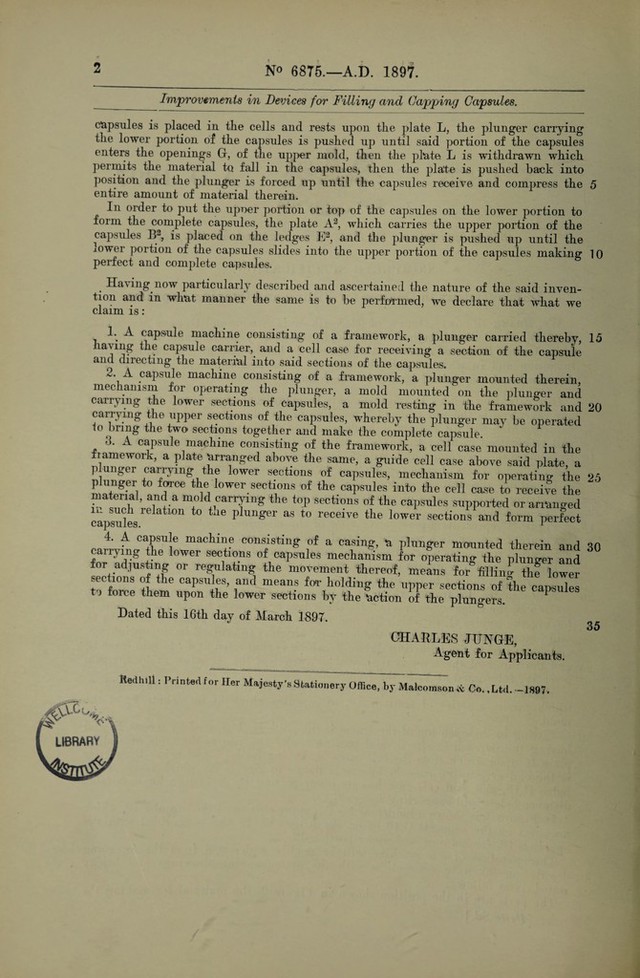 2
Nº 6875.—A.D. 1897.
Improvements in Devices for Filling and Capping Capsules.
capsules is placed in the cells and rests upon the plate L, the plunger carrying
the lower portion of the capsules is pushed up until said portion of the capsules
enters the openings G, of the upper mold, then the plate L is withdrawn which
permits the material to fall in the capsules, then the plate is pushed back into
position and the plunger is forced up until the capsules receive and compress the 5
entire amount of material therein.
In order to put the upper portion or top of the capsules on the lower portion to
form the complete capsules, the plate A², which carries the upper portion of the
capsules B², is placed on the ledges E², and the plunger is pushed up until the
lower portion of the capsules slides into the upper portion of the capsules making 10
perfect and complete capsules.
Having now particularly described and ascertained the nature of the said inven-
tion and in what manner the same is to be performed, we declare that what we
claim is:
1. A capsule machine consisting of a framework, a plunger carried thereby, 15
having the capsule carrier, and a cell case for receiving a section of the capsule
and directing the material into said sections of the capsules.
2. A capsule machine consisting of a framework, a plunger mounted therein,
mechanism for operating the plunger, a mold mounted on the plunger and
carrying the lower sections of capsules, a mold resting in the framework and 20
carrying the upper sections of the capsules, whereby the plunger may be operated
to bring the two sections together and make the complete capsule.
3. A capsule machine consisting of the framework, a cell case mounted in the
framework, a plate arranged above the same, a guide cell case above said plate, a
plunger carrying the lower sections of capsules, mechanism for operating the 25
plunger to force the lower sections of the capsules into the cell case to receive the
material, and a mold carrying the top sections of the capsules supported or arranged
in such relation to the plunger as to receive the lower sections and form perfect
capsules.
4. A capsule machine consisting of a casing, a plunger mounted therein and 30
carrying the lower sections of capsules mechanism for operating the plunger and
for adjusting or regulating the movement thereof, means for filling the lower
sections of the capsules, and means for holding the upper sections of the capsules
to force them upon the lower sections by the action of the plungers.
Dated this 16th day of March 1897.
35
CHARLES JUNGE,
Agent for Applicants.
Redhill: Printed for Her Majesty's Stationery Office, by Malcomson & Co., Ltd.—1897.
WELLCOME
LIBRARY
INSTITUTE